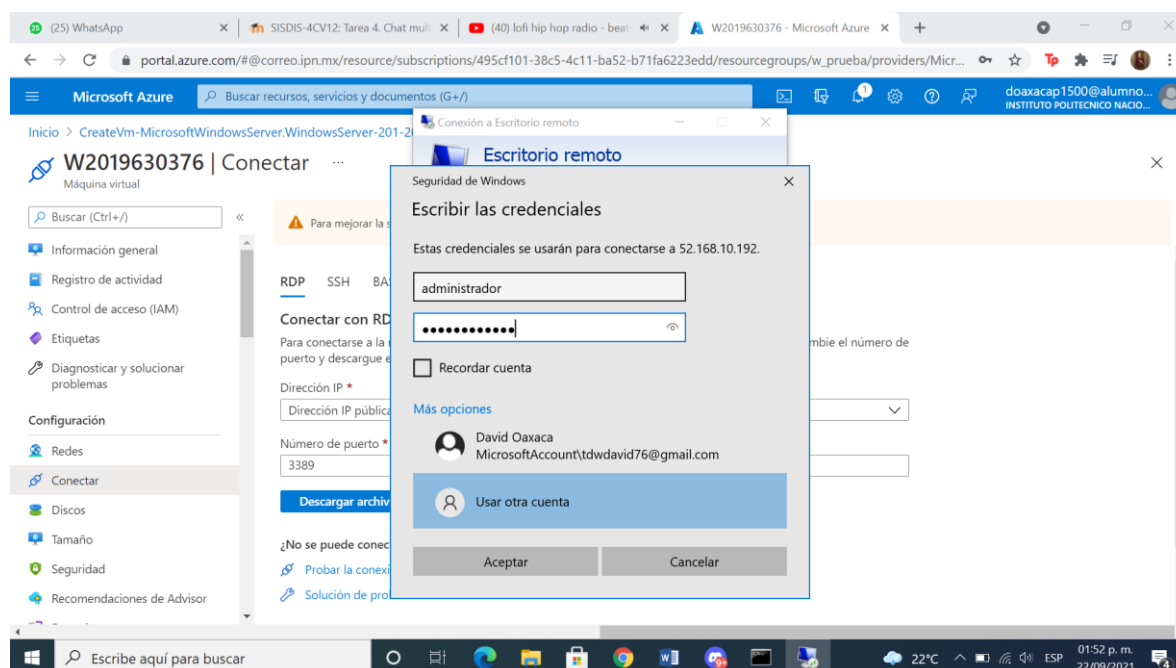 (25) WhatsApp
SISDIS-4CV12: Tarea 4. Chat mult
(40) lofi hip hop radio - beat
W2019630376 - Microsoft Azure
portal.azure.com/#@correo.ipn.mx/resource/subscriptions/495cf101-38c5-4c11-ba52-b71fa6223edd/resourcegroups/w_prueba/providers/Micr...
Microsoft Azure
Buscar recursos, servicios y documentos (G+/)
1
doaxacap1500@alumno...
INSTITUTO POLITECNICO NACIO...
Inicio > CreateVm-MicrosoftWindowsServer.WindowsServer-201-2
Conexión a Escritorio remoto
Escritorio remoto
W2019630376 | Conectar ...
Máquina virtual
Buscar (Ctrl+/)
Información general
Registro de actividad
Control de acceso (IAM)
Etiquetas
Diagnosticar y solucionar
problemas
Configuración
Redes
Conectar
Discos
Tamaño
Seguridad
Recomendaciones de Advisor
Para mejorar la s
RDP SSH BA
Conectar con RD
Para conectarse a la
puerto y descargue e
mbie el número de
Dirección IP *
Dirección IP pública
Número de puerto *
3389
Descargar archiv
¿No se puede conec
Probar la conexi
Solución de pro
Seguridad de Windows
Escribir las credenciales
Estas credenciales se usarán para conectarse a 52.168.10.192.
administrador
••••••••••••
Recordar cuenta
Más opciones
David Oaxaca
MicrosoftAccount\tdwdavid76@gmail.com
Usar otra cuenta
Aceptar
Cancelar
Escribe aquí para buscar
22°C
ESP
01:52 p. m.
22/09/2021